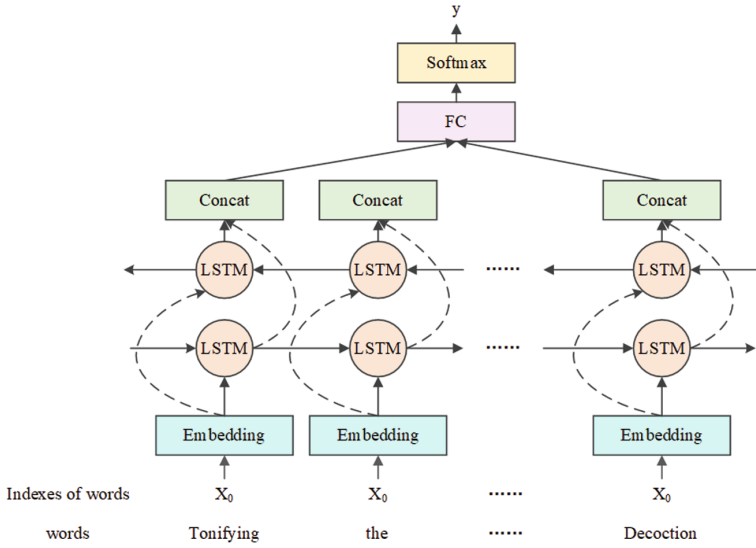 y
Softmax
FC
Concat Concat Concat
LSTM LSTM ...... LSTM
LSTM LSTM ...... LSTM
Embedding Embedding Embedding
Indexes of words X₀ X₀ ...... X₀
words Tonifying the ...... Decoction